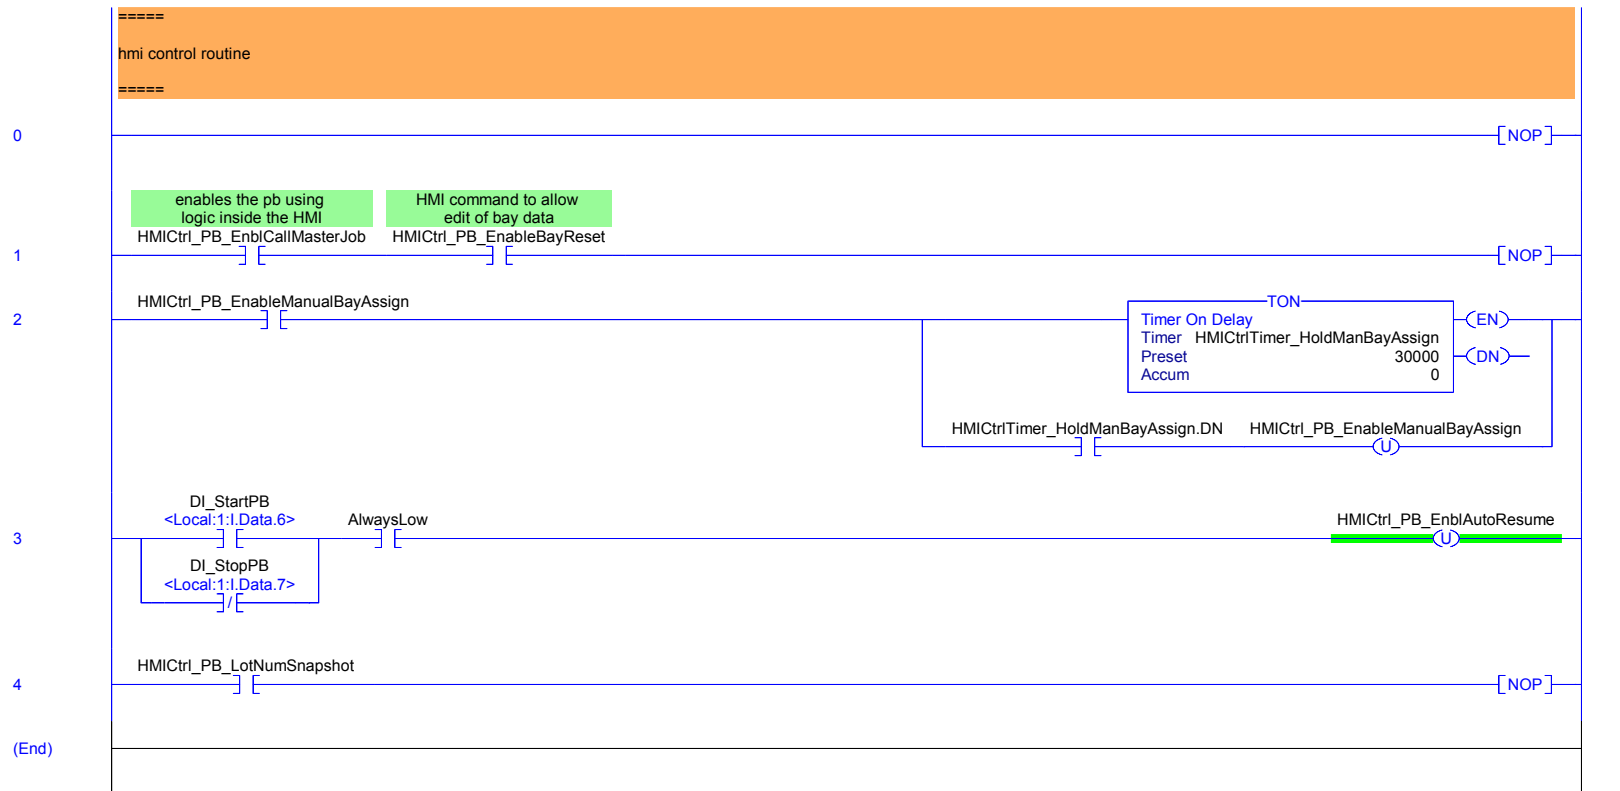 =====
hmi control routine
=====
0
[NOP]
enables the pb using
logic inside the HMI
HMICtrl_PB_EnblCallMasterJob
HMI command to allow
edit of bay data
HMICtrl_PB_EnableBayReset
1
[NOP]
HMICtrl_PB_EnableManualBayAssign
2
TON
Timer On Delay
Timer HMICtrlTimer_HoldManBayAssign
Preset 30000
Accum 0
(EN)
(DN)
HMICtrlTimer_HoldManBayAssign.DN
HMICtrl_PB_EnableManualBayAssign
(U)
DI_StartPB
<Local:1:I.Data.6>
AlwaysLow
HMICtrl_PB_EnblAutoResume
3
(U)
DI_StopPB
<Local:1:I.Data.7>
/
HMICtrl_PB_LotNumSnapshot
4
[NOP]
(End)